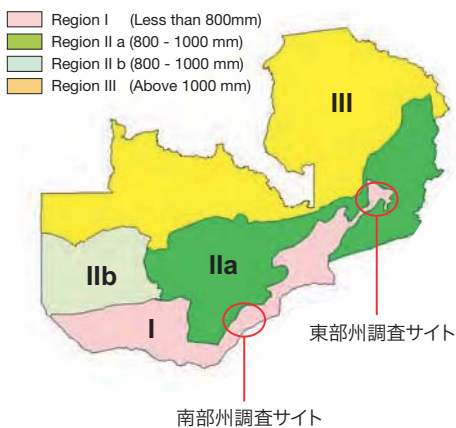 Region I (Less than 800mm)
Region II a (800 - 1000 mm)
Region II b (800 - 1000 mm)
Region III (Above 1000 mm)
III
IIb
IIa
I
東部州調査サイト
南部州調査サイト